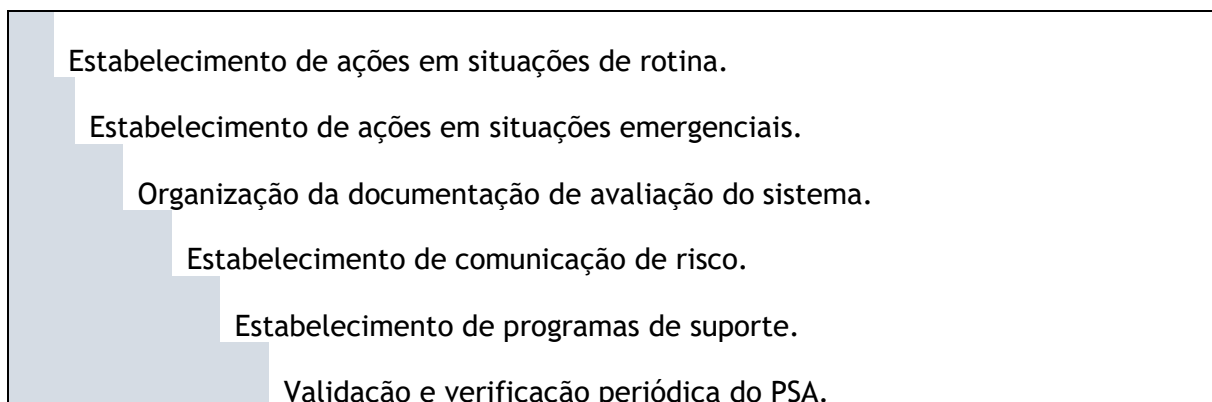 Estabelecimento de ações em situações de rotina.
Estabelecimento de ações em situações emergenciais.
Organização da documentação de avaliação do sistema.
Estabelecimento de comunicação de risco.
Estabelecimento de programas de suporte.
Validação e verificação periódica do PSA.